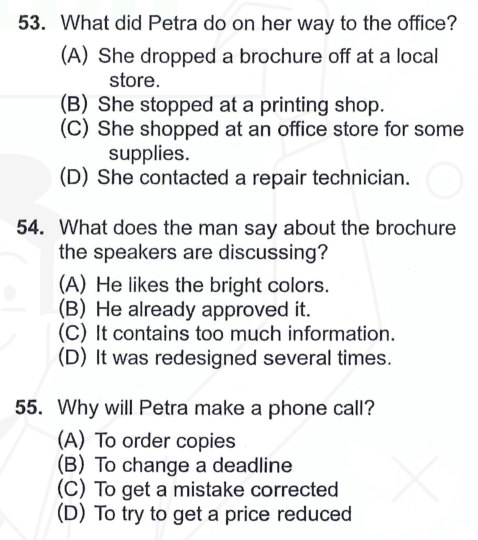 53. What did Petra do on her way to the office?
(A) She dropped a brochure off at a local
store.
(B) She stopped at a printing shop.
(C) She shopped at an office store for some
supplies.
(D) She contacted a repair technician.
54. What does the man say about the brochure
the speakers are discussing?
(A) He likes the bright colors.
(B) He already approved it.
(C) It contains too much information.
(D) It was redesigned several times.
55. Why will Petra make a phone call?
(A) To order copies
(B) To change a deadline
(C) To get a mistake corrected
(D) To try to get a price reduced